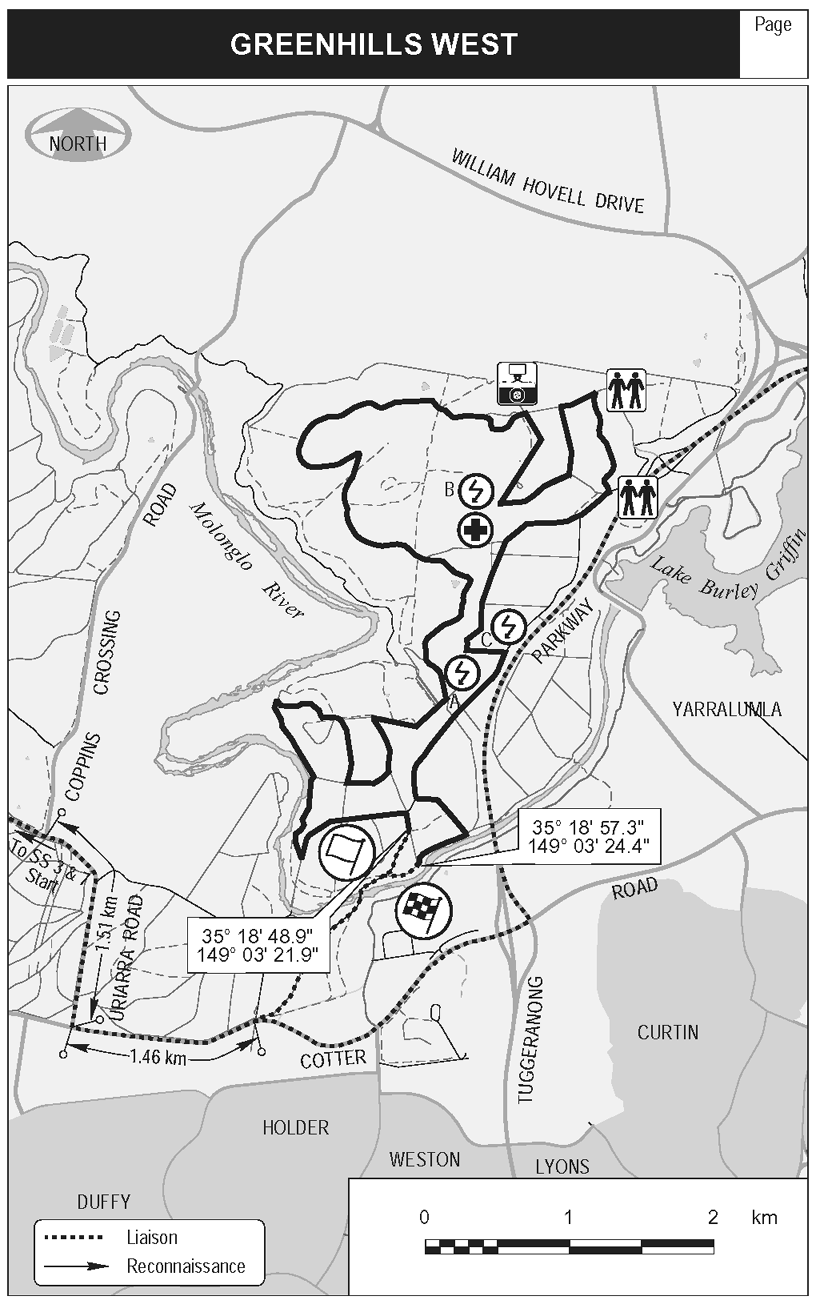 GREENHILLS WEST
Page
NORTH
WILLIAM HOVELL DRIVE
B
ROAD
Molonglo River
Lake Burley Griffin
C
PARKWAY
CROSSING
A
YARRALUMLA
COPPINS
35° 18' 57.3"
149° 03' 24.4"
To SS 3 & 7
Start
ROAD
1.51 km
URIARRA ROAD
35° 18' 48.9"
149° 03' 21.9"
TUGGERANONG
CURTIN
1.46 km
COTTER
HOLDER
WESTON
LYONS
DUFFY
0 1 2 km
Liaison
Reconnaissance